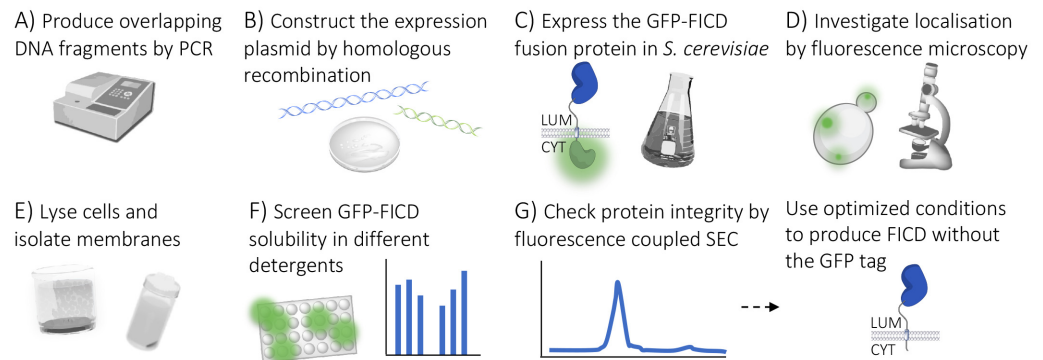 A) Produce overlapping
DNA fragments by PCR
B) Construct the expression
plasmid by homologous
recombination
C) Express the GFP-FICD
fusion protein in S. cerevisiae
LUM
CYT
D) Investigate localisation
by fluorescence microscopy
E) Lyse cells and
isolate membranes
F) Screen GFP-FICD
solubility in different
detergents
G) Check protein integrity by
fluorescence coupled SEC
Use optimized conditions
to produce FICD without
the GFP tag
LUM
CYT